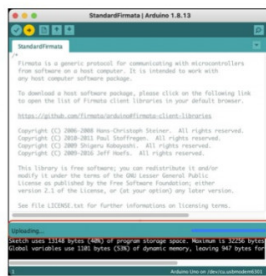 StandardFirmata | Arduino 1.8.13
StandardFirmata
/*
Firmata is a generic protocol for communicating with microcontrollers
from software on a host computer. It is intended to work with
any host computer software package.
To download a host software package, please click on the following link
to open the list of Firmata client libraries in your default browser.
https://github.com/firmata/arduino#firmata-client-libraries
Copyright (C) 2006-2008 Hans-Christoph Steiner. All rights reserved.
Copyright (C) 2010-2011 Paul Stoffregen. All rights reserved.
Copyright (C) 2009 Shigeru Kobayashi. All rights reserved.
Copyright (C) 2009-2016 Jeff Hoefs. All rights reserved.
This library is free software; you can redistribute it and/or
modify it under the terms of the GNU Lesser General Public
License as published by the Free Software Foundation; either
version 2.1 of the License, or (at your option) any later version.
See file LICENSE.txt for further informations on licensing terms.
Uploading...
Sketch uses 13148 bytes (40%) of program storage space. Maximum is 32256 bytes
Global variables use 1101 bytes (53%) of dynamic memory, leaving 947 bytes for
Arduino Uno on